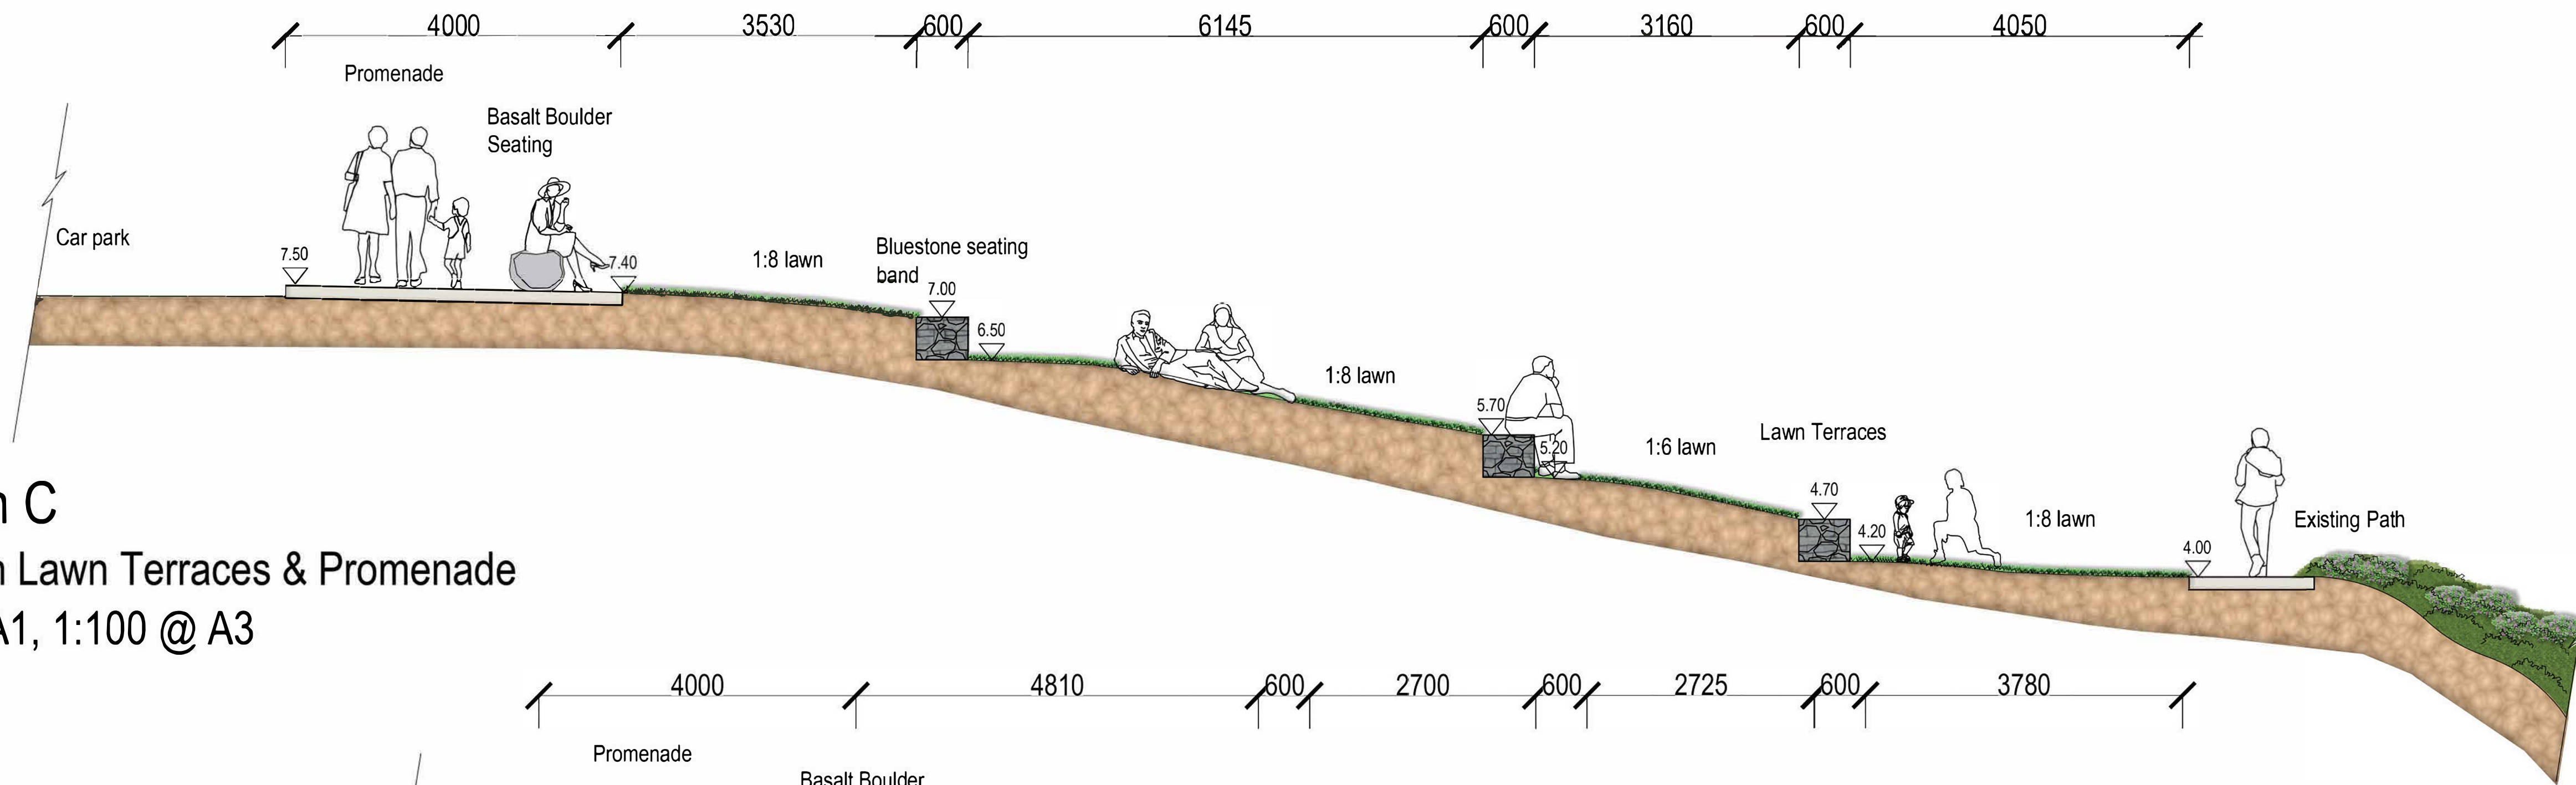 4000 3530 600 6145 600 3160 600 4050
Promenade
Basalt Boulder
Seating
Car park
7.50
7.40
1:8 lawn
Bluestone seating
band
7.00
6.50
1:8 lawn
5.70
5.20
1:6 lawn
Lawn Terraces
4.70
4.20
1:8 lawn
4.00
Existing Path
n C
n Lawn Terraces & Promenade
A1, 1:100 @ A3
4000 4810 600 2700 600 2725 600 3780
Promenade
Basalt Boulder